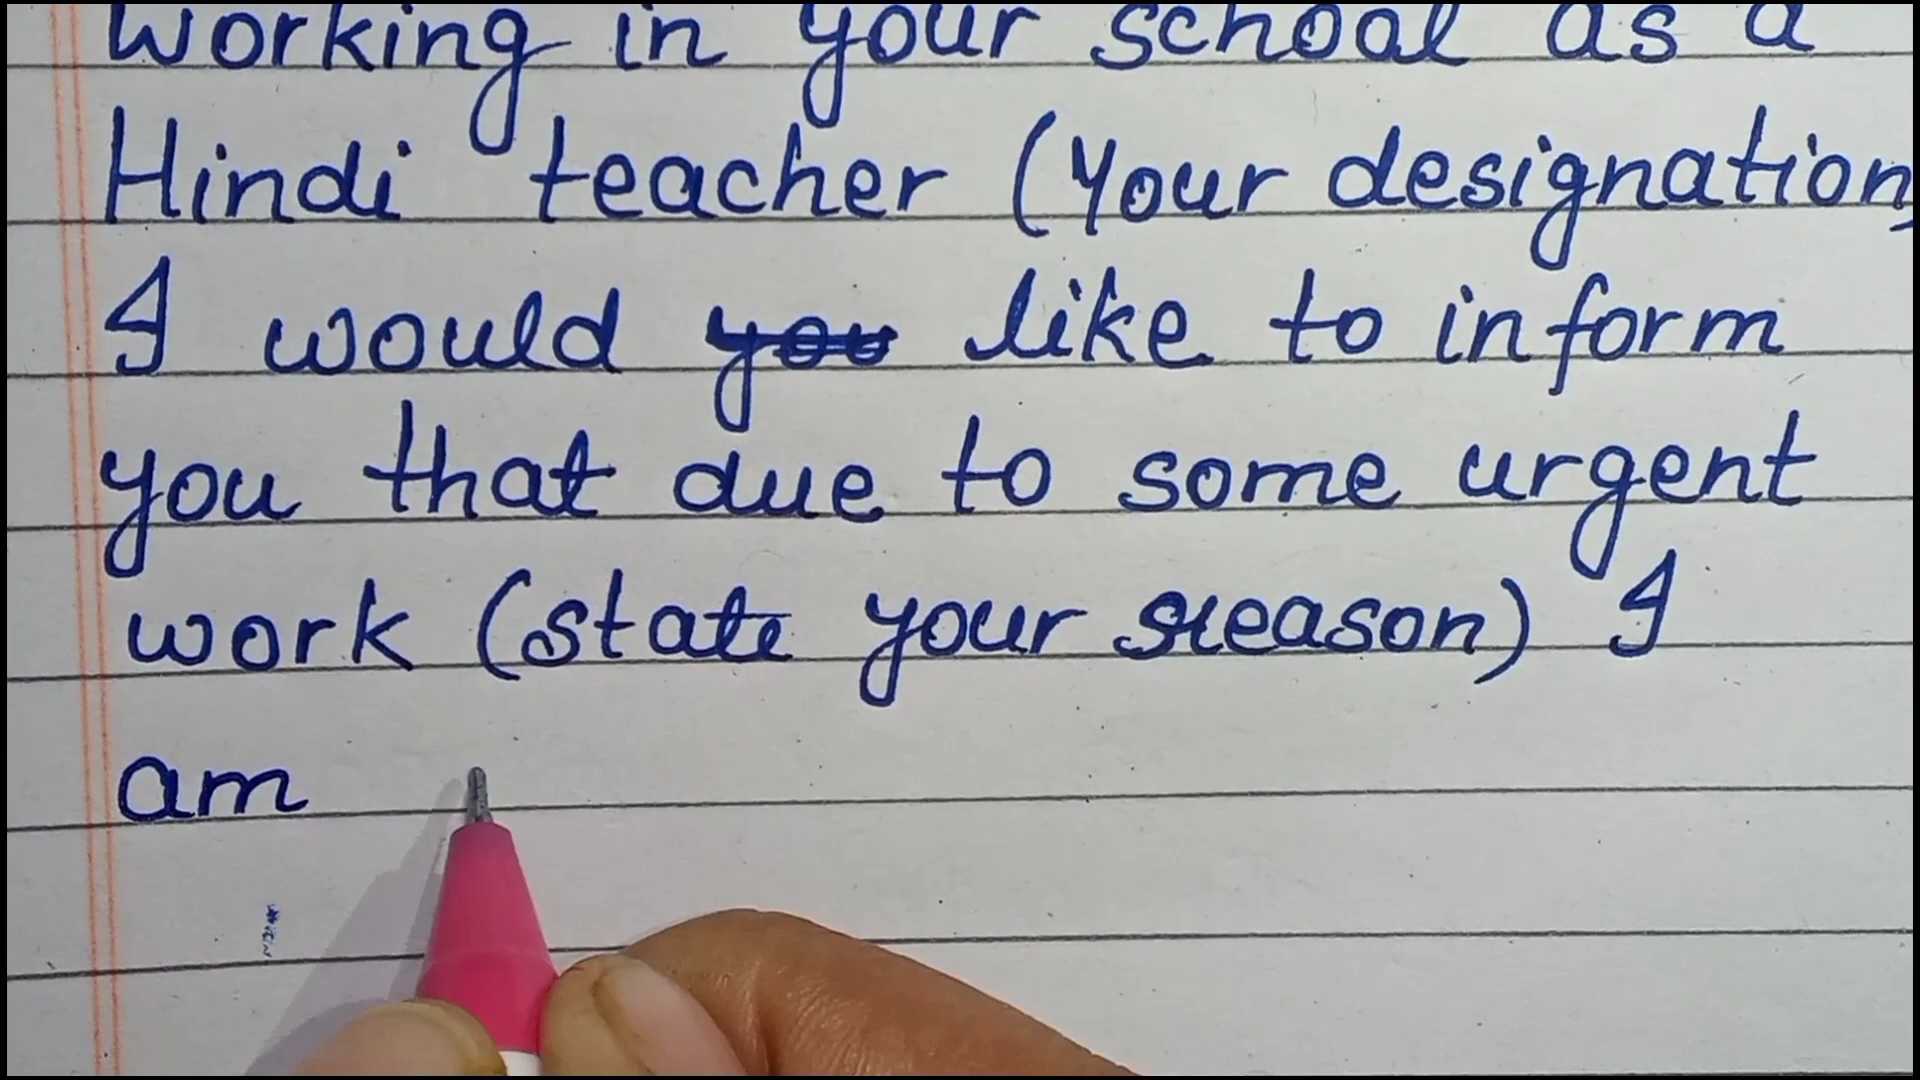 working in your school as a
Hindi teacher (Your designation)
I would you like to inform
you that due to some urgent
work (state your reason) I
am